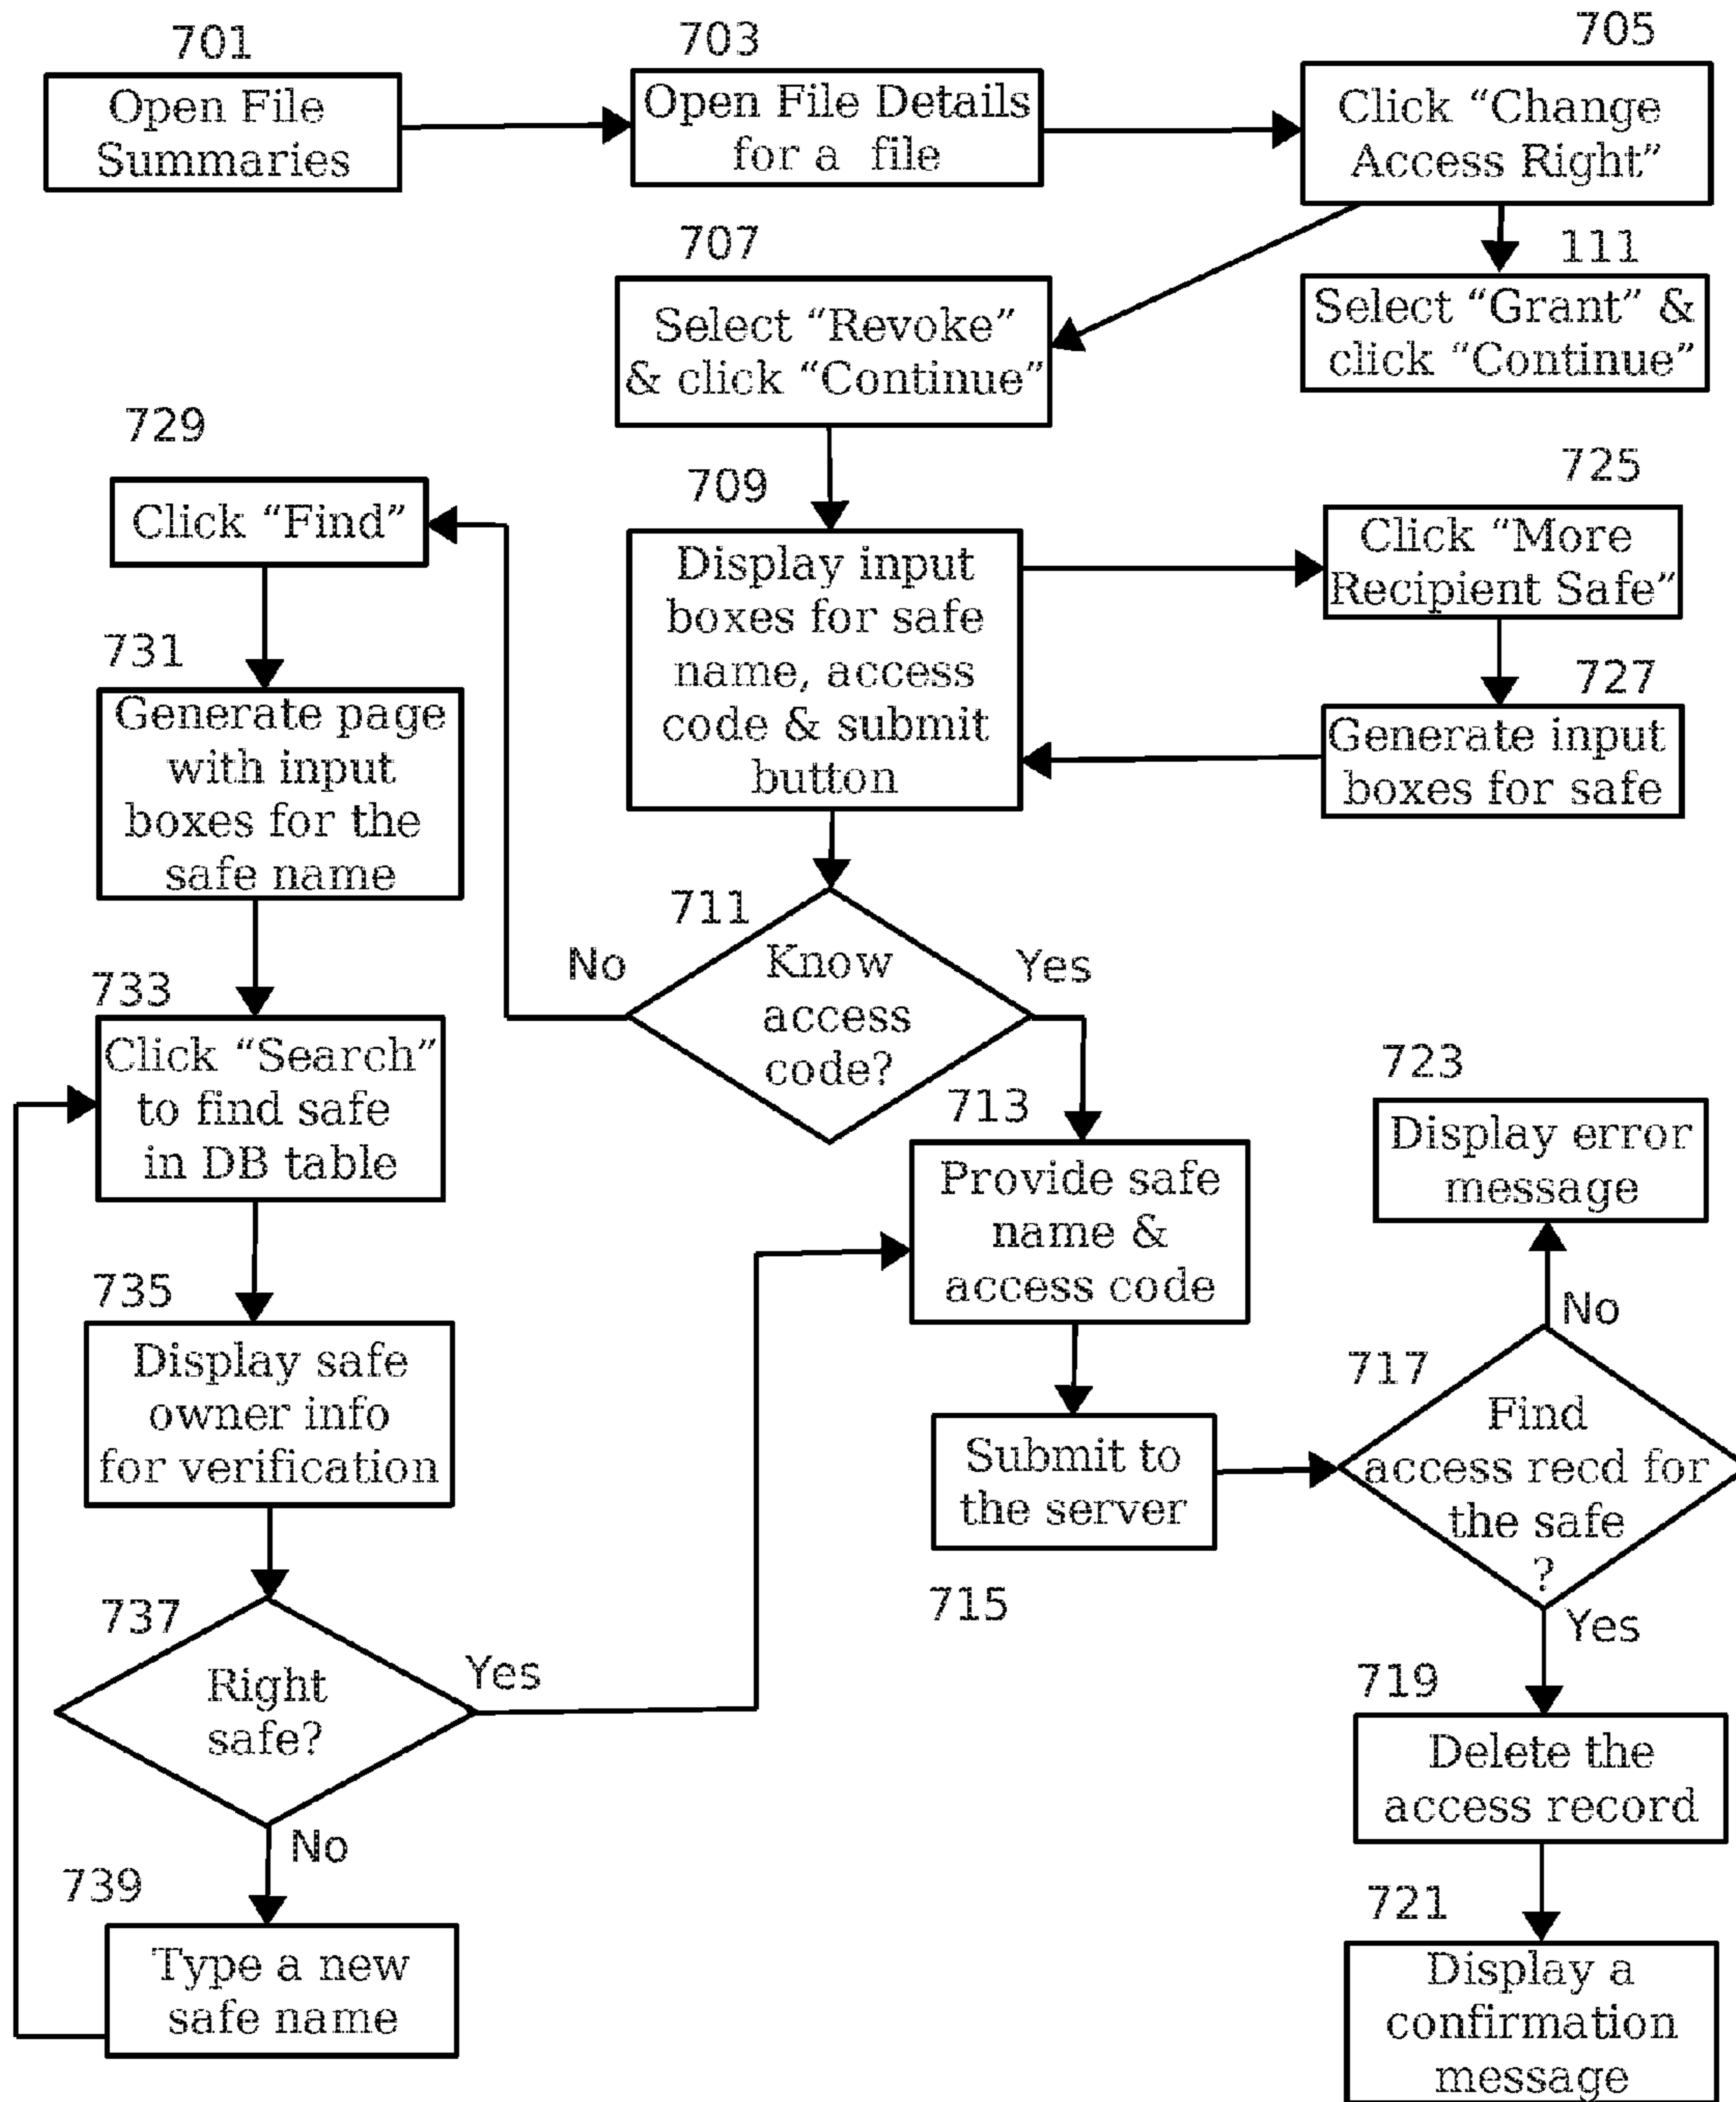 701
Open File
Summaries
703
Open File Details
for a file
705
Click “Change
Access Right”
707
Select “Revoke”
& click “Continue”
111
Select “Grant” &
click “Continue”
729
Click “Find”
709
Display input
boxes for safe
name, access
code & submit
button
725
Click “More
Recipient Safe”
727
Generate input
boxes for safe
731
Generate page
with input
boxes for the
safe name
711
Know
access
code?
No
Yes
733
Click “Search”
to find safe
in DB table
713
Provide safe
name &
access code
723
Display error
message
No
735
Display safe
owner info
for verification
715
Submit to
the server
717
Find
access recd for
the safe
?
Yes
737
Right
safe?
Yes
No
719
Delete the
access record
739
Type a new
safe name
721
Display a
confirmation
message